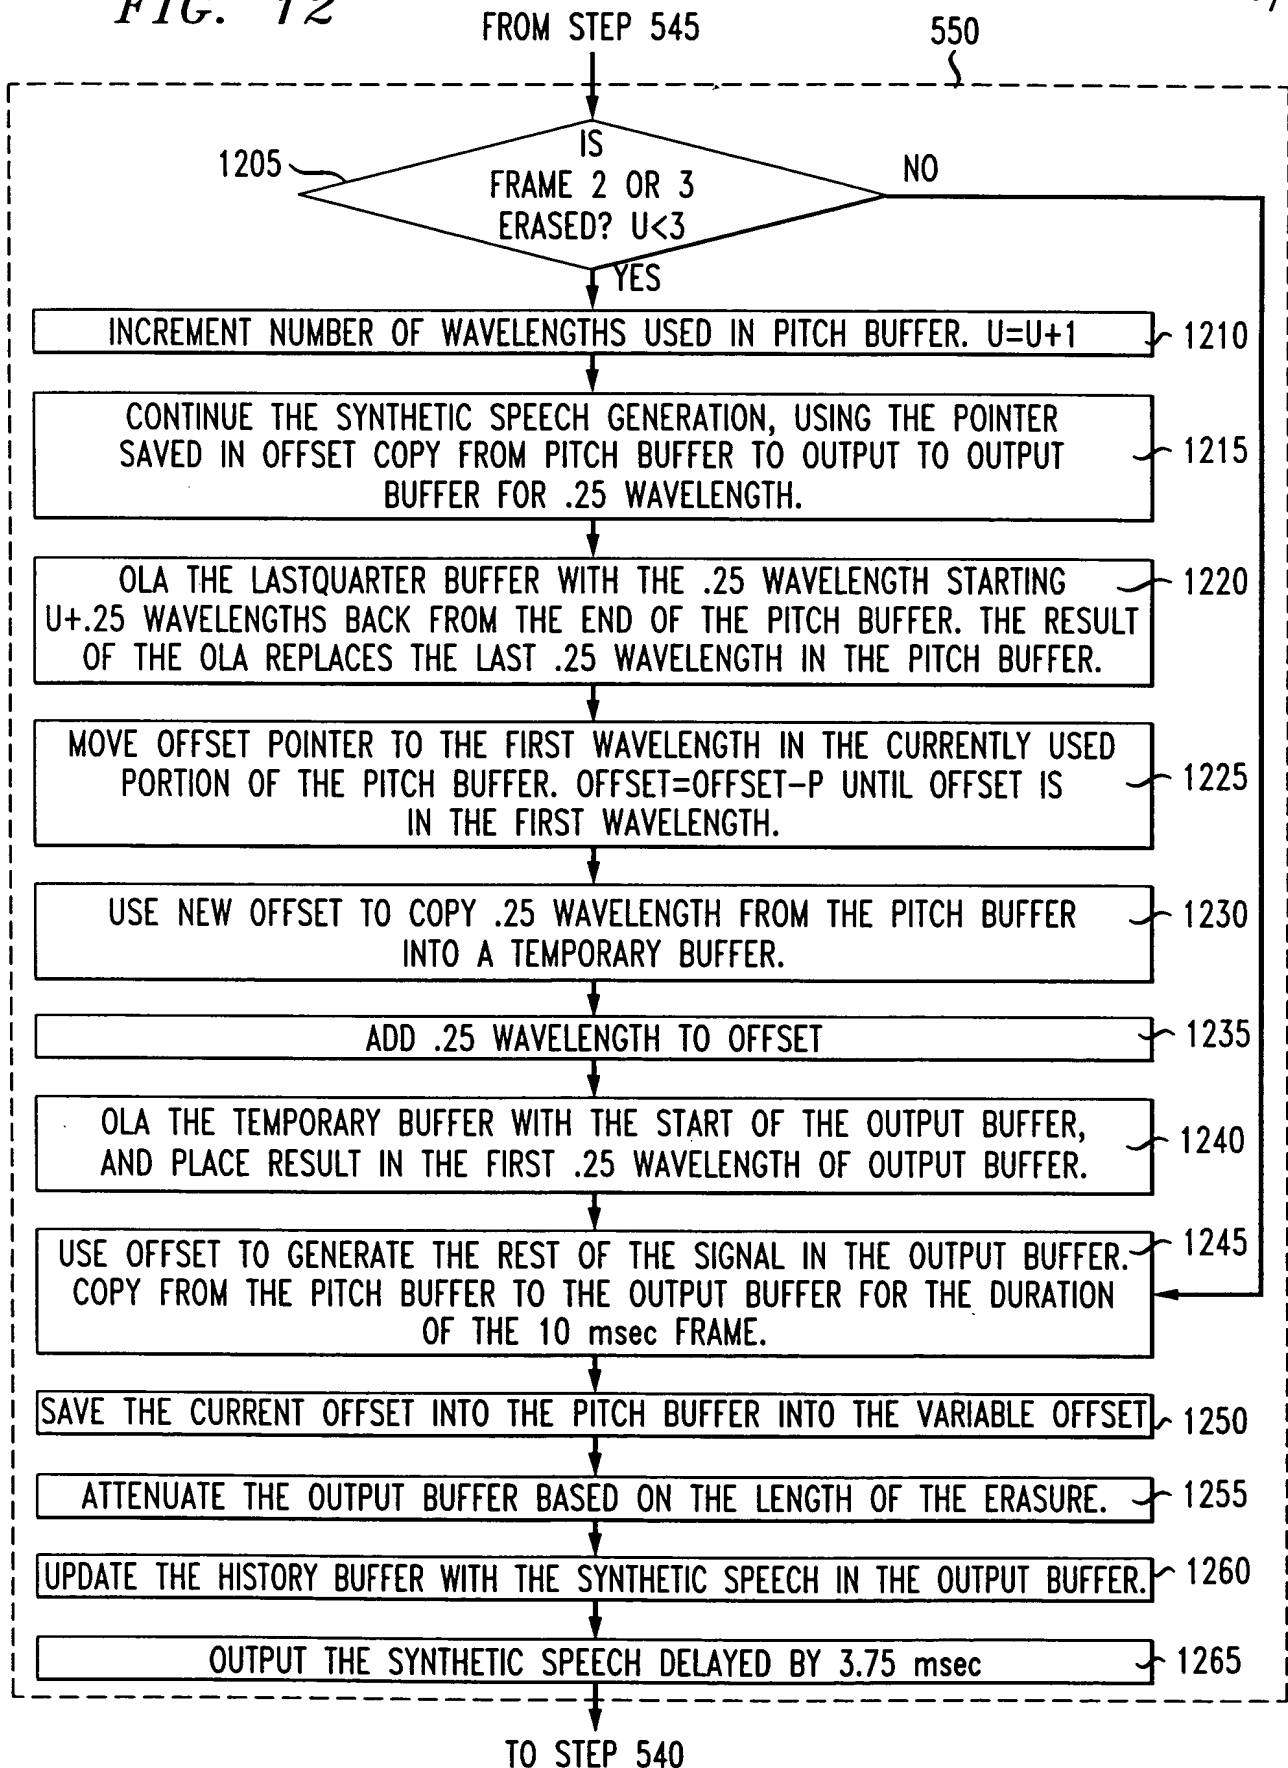 FIG. 12
FROM STEP 545
550
1205
IS
FRAME 2 OR 3
ERASED? U<3
NO
YES
INCREMENT NUMBER OF WAVELENGTHS USED IN PITCH BUFFER. U=U+1
1210
CONTINUE THE SYNTHETIC SPEECH GENERATION, USING THE POINTER
SAVED IN OFFSET COPY FROM PITCH BUFFER TO OUTPUT TO OUTPUT
BUFFER FOR .25 WAVELENGTH.
1215
OLA THE LASTQUARTER BUFFER WITH THE .25 WAVELENGTH STARTING
U+.25 WAVELENGTHS BACK FROM THE END OF THE PITCH BUFFER. THE RESULT
OF THE OLA REPLACES THE LAST .25 WAVELENGTH IN THE PITCH BUFFER.
1220
MOVE OFFSET POINTER TO THE FIRST WAVELENGTH IN THE CURRENTLY USED
PORTION OF THE PITCH BUFFER. OFFSET=OFFSET-P UNTIL OFFSET IS
IN THE FIRST WAVELENGTH.
1225
USE NEW OFFSET TO COPY .25 WAVELENGTH FROM THE PITCH BUFFER
INTO A TEMPORARY BUFFER.
1230
ADD .25 WAVELENGTH TO OFFSET
1235
OLA THE TEMPORARY BUFFER WITH THE START OF THE OUTPUT BUFFER,
AND PLACE RESULT IN THE FIRST .25 WAVELENGTH OF OUTPUT BUFFER.
1240
USE OFFSET TO GENERATE THE REST OF THE SIGNAL IN THE OUTPUT BUFFER.
COPY FROM THE PITCH BUFFER TO THE OUTPUT BUFFER FOR THE DURATION
OF THE 10 msec FRAME.
1245
SAVE THE CURRENT OFFSET INTO THE PITCH BUFFER INTO THE VARIABLE OFFSET
1250
ATTENUATE THE OUTPUT BUFFER BASED ON THE LENGTH OF THE ERASURE.
1255
UPDATE THE HISTORY BUFFER WITH THE SYNTHETIC SPEECH IN THE OUTPUT BUFFER.
1260
OUTPUT THE SYNTHETIC SPEECH DELAYED BY 3.75 msec
1265
TO STEP 540